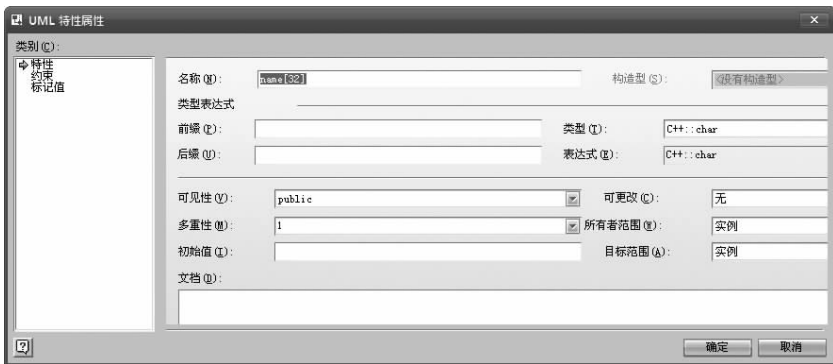 UML 特性属性
类别(C):
特性
约束
标记值
名称(N): name[32] 构造型(S): <没有构造型>
类型表达式
前缀(P): 类型(T): C++::char
后缀(U): 表达式(E): C++::char
可见性(V): public 可更改(C): 无
多重性(M): 1 所有者范围(W): 实例
初始值(I): 目标范围(A): 实例
文档(D):
确定 取消